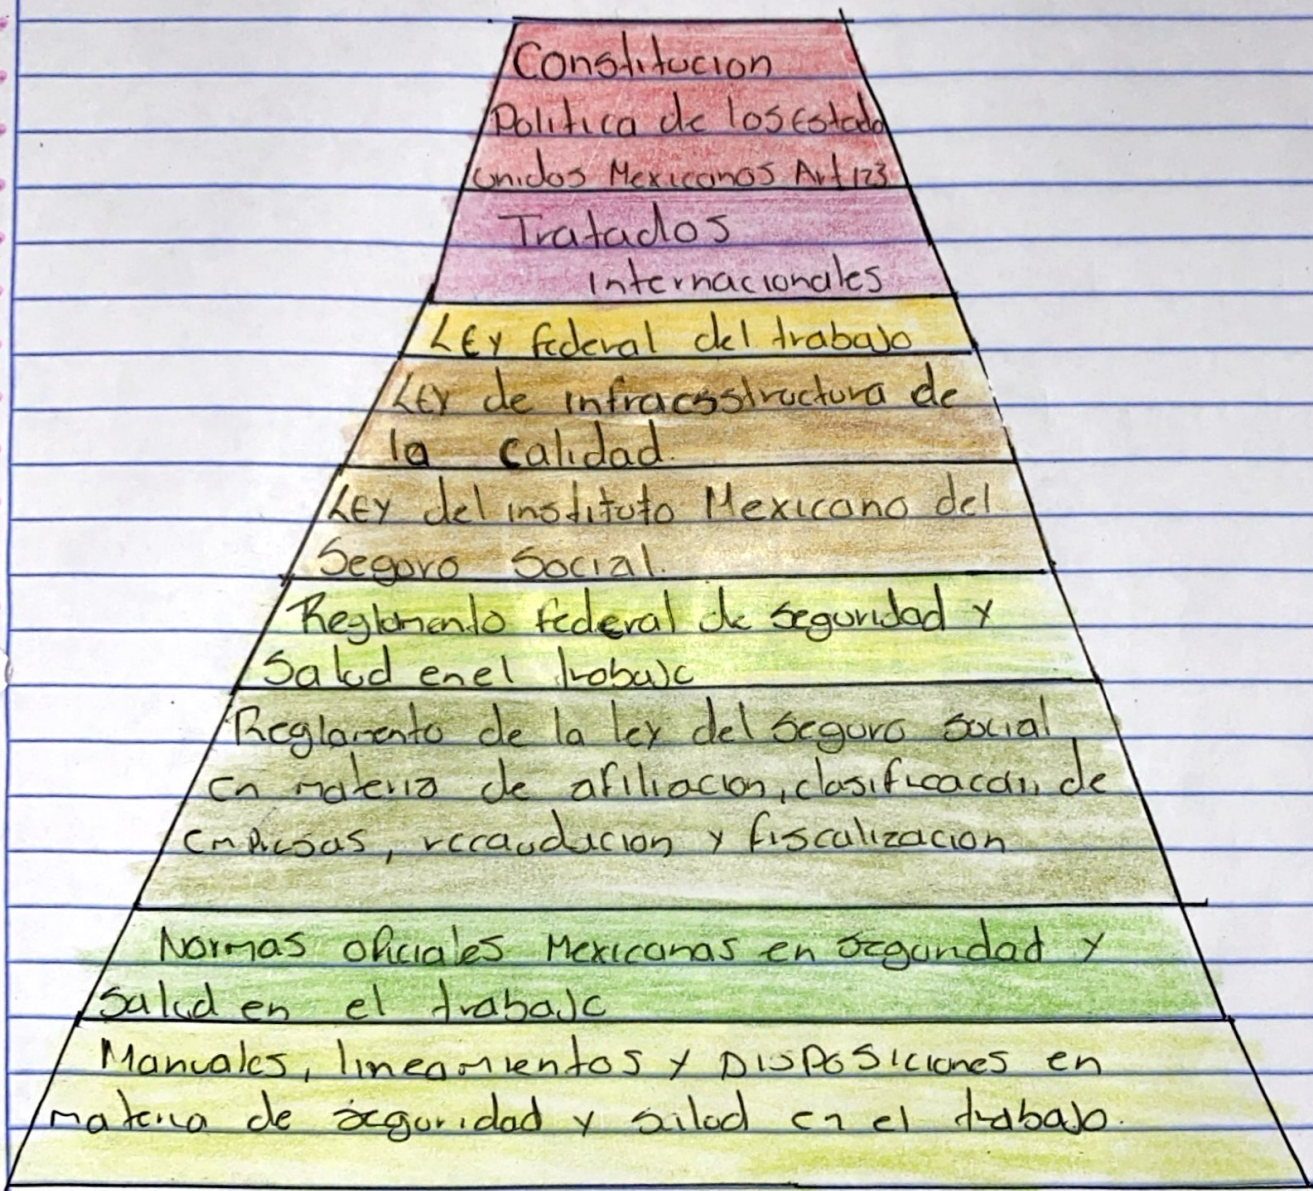 Constitucion
Politica de los Estado
unidos Mexicanos Art 123
Tratados
Internacionales
LEY federal del trabajo
LEY de infraesstructura de
la calidad.
LEY del instituto Mexicano del
Seguro Social.
Reglamento federal de seguridad y
Salud en el trabajo
Reglamento de la ley del seguro social,
en materia de afiliacion, clasificacaón de
empresas, recaudacion y fiscalizacion
Normas oficiales Mexicanas en seguridad y
Salud en el trabajo
Manuales, lineamientos y DISPOSICIONES en
materia de seguridad y salud en el trabajo.